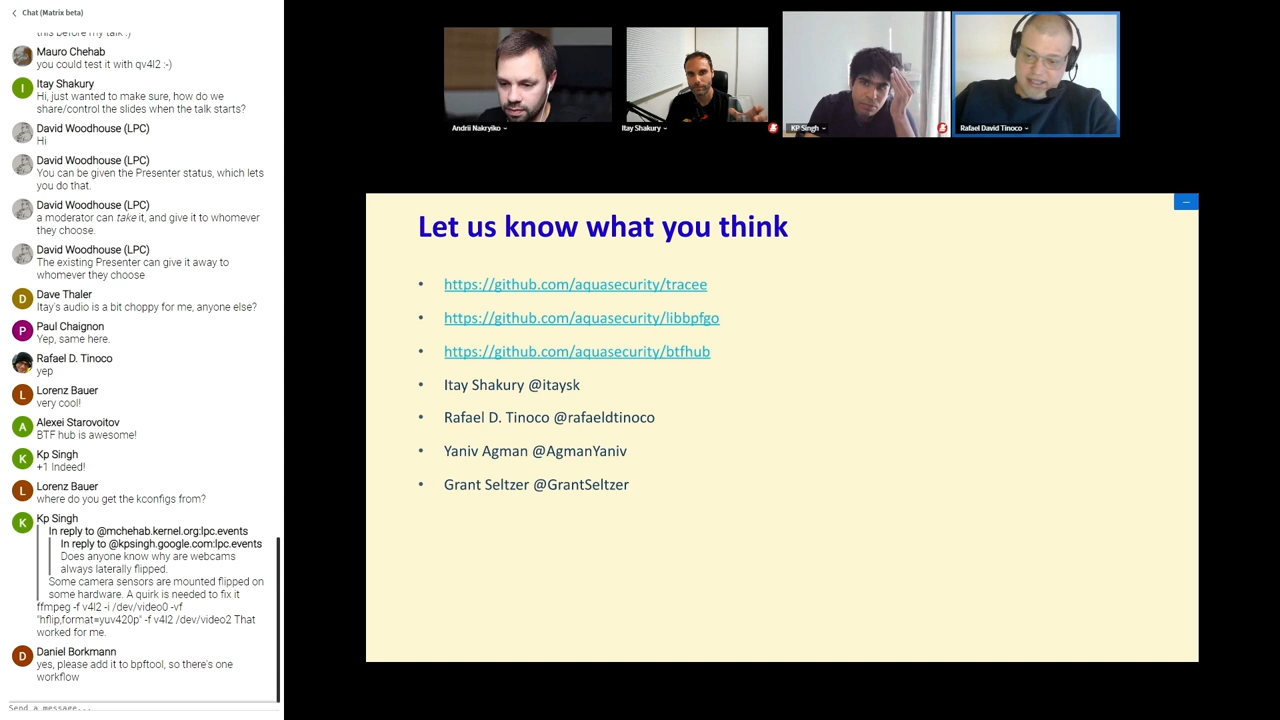 Chat (Matrix beta)
this before my talk :)
Mauro Chehab
you could test it with qv4l2 :-)
I
Itay Shakury
Hi, just wanted to make sure, how do we
share/control the slides when the talk starts?
David Woodhouse (LPC)
Hi
David Woodhouse (LPC)
You can be given the Presenter status, which lets
you do that.
David Woodhouse (LPC)
a moderator can take it, and give it to whomever
they choose.
David Woodhouse (LPC)
The existing Presenter can give it away to
whomever they choose
D
Dave Thaler
Itay's audio is a bit choppy for me, anyone else?
P
Paul Chaignon
Yep, same here.
Rafael D. Tinoco
yep
L
Lorenz Bauer
very cool!
A
Alexei Starovoitov
BTF hub is awesome!
K
Kp Singh
+1 Indeed!
L
Lorenz Bauer
where do you get the kconfigs from?
K
Kp Singh
In reply to @mchehab.kernel.org:lpc.events
In reply to @kpsingh.google.com:lpc.events
Does anyone know why are webcams
always laterally flipped.
Some camera sensors are mounted flipped on
some hardware. A quirk is needed to fix it
ffmpeg -f v4l2 -i /dev/video0 -vf
"hflip,format=yuv420p" -f v4l2 /dev/video2 That
worked for me.
D
Daniel Borkmann
yes, please add it to bpftool, so there's one
workflow
Send a message...
Andrii Nakryiko
Itay Shakury
KP Singh
Rafael David Tinoco
Let us know what you think
• https://github.com/aquasecurity/tracee
• https://github.com/aquasecurity/libbpfgo
• https://github.com/aquasecurity/btfhub
• Itay Shakury @itaysk
• Rafael D. Tinoco @rafaeldtinoco
• Yaniv Agman @AgmanYaniv
• Grant Seltzer @GrantSeltzer